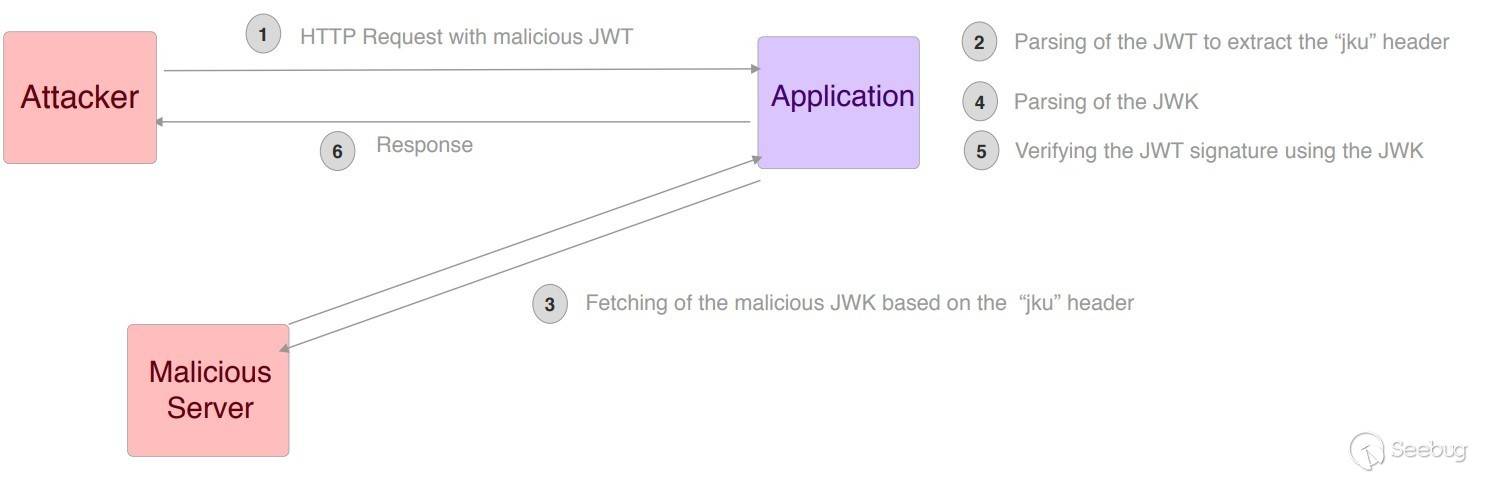 1 HTTP Request with malicious JWT
Attacker
Application
2 Parsing of the JWT to extract the “jku” header
4 Parsing of the JWK
5 Verifying the JWT signature using the JWK
6 Response
3 Fetching of the malicious JWK based on the “jku” header
Malicious
Server
Seebug